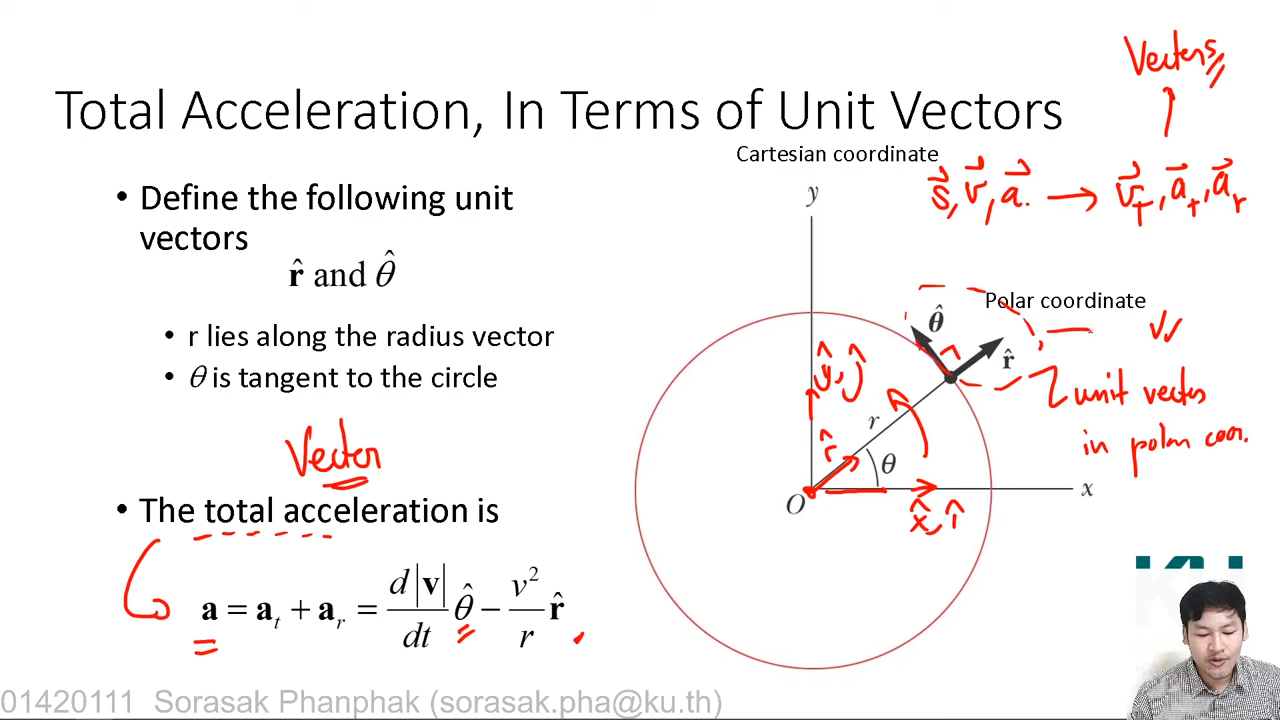 Vectors
Total Acceleration, In Terms of Unit Vectors
Cartesian coordinate
s⃗, v⃗, a⃗. → v⃗T, a⃗T, a⃗r
• Define the following unit
vectors
r̂ and θ̂
• r lies along the radius vector
• θ is tangent to the circle
y
Polar coordinate
θ̂
r̂
ŷ, ĵ
unit vector
in polar coor.
r
r̂
θ
O
x
x̂, î
Vector
• The total acceleration is
a = a_t + a_r = d|v|/dt θ̂ − v²/r r̂
KU
01420111 Sorasak Phanphak (sorasak.pha@ku.th)